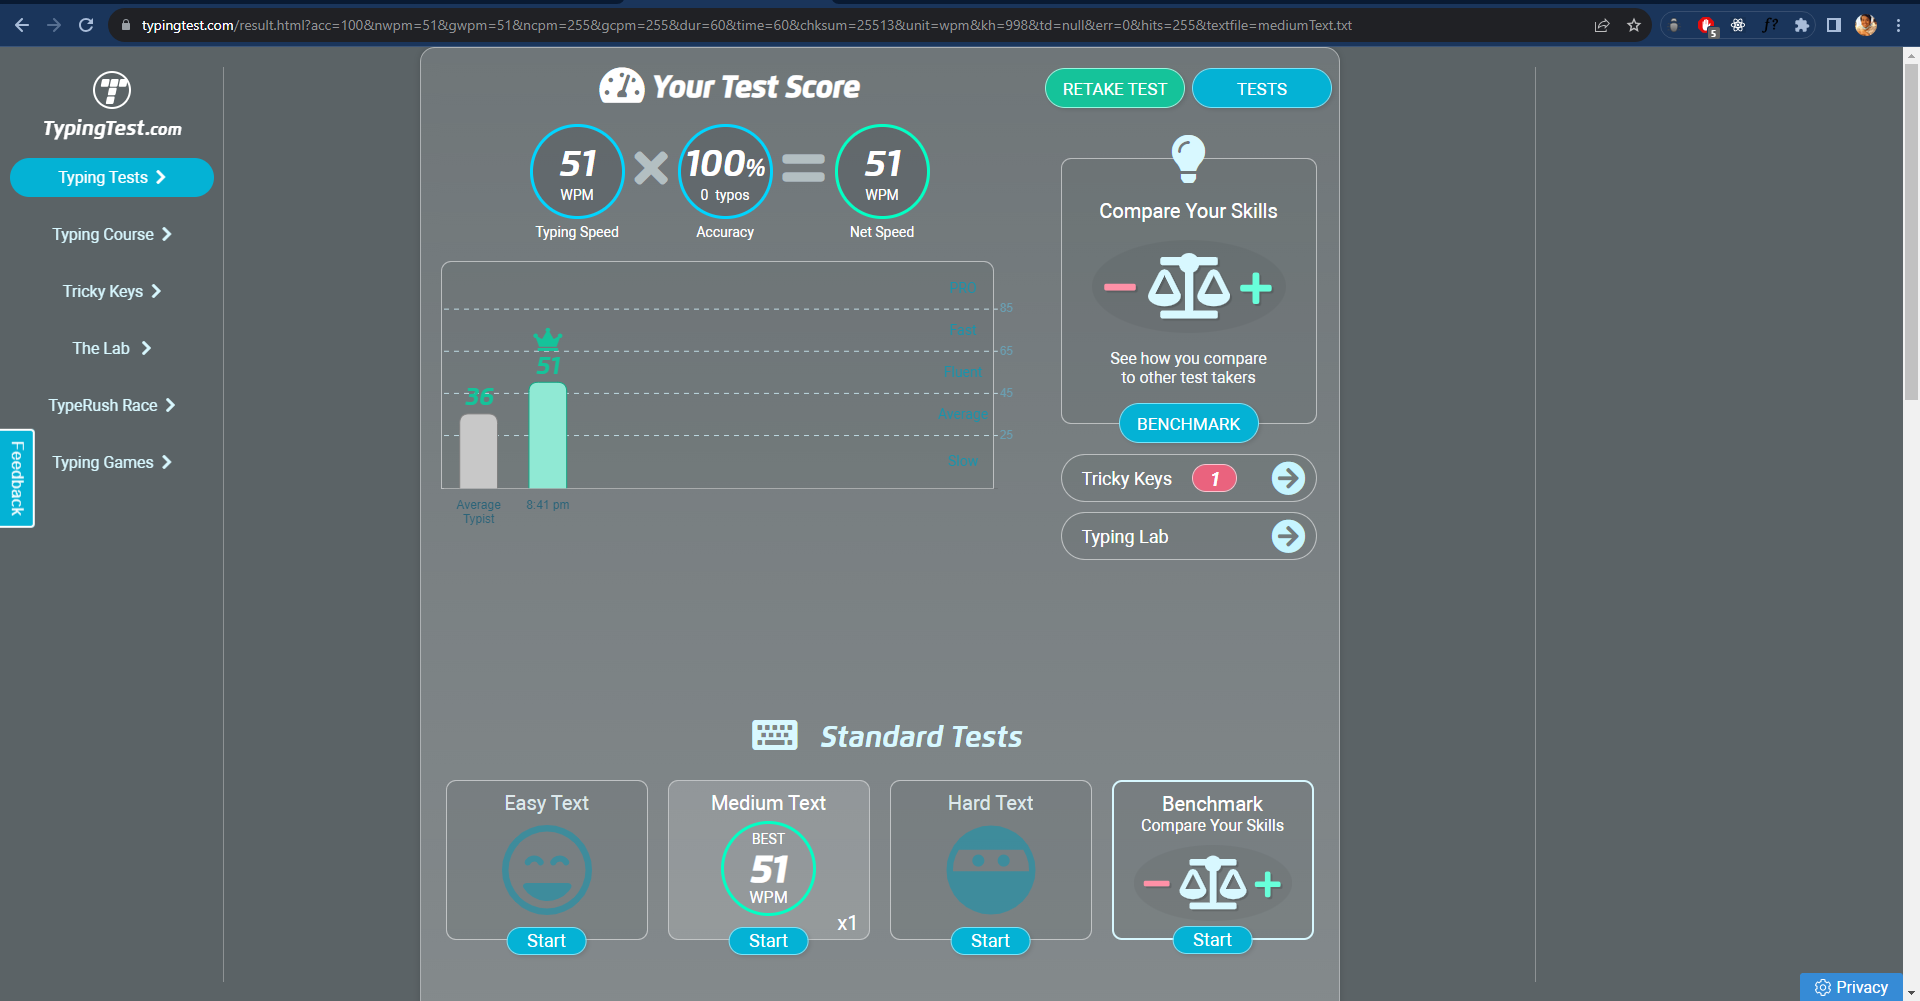 typingtest.com/result.html?acc=100&nwpm=51&gwpm=51&ncpm=255&gcpm=255&dur=60&time=60&chksum=25513&unit=wpm&kh=998&td=null&err=0&hits=255&textfile=mediumText.txt
5
f?
T
TypingTest.com
Typing Tests
Typing Course
Tricky Keys
The Lab
TypeRush Race
Typing Games
Feedback
Your Test Score
RETAKE TEST
TESTS
51
WPM
Typing Speed
100%
0 typos
Accuracy
51
WPM
Net Speed
PRO
85
Fast
65
Fluent
45
Average
25
Slow
36
51
Average
Typist
8:41 pm
Compare Your Skills
See how you compare
to other test takers
BENCHMARK
Tricky Keys 1
Typing Lab
Standard Tests
Easy Text
Start
Medium Text
BEST
51
WPM
x1
Start
Hard Text
Start
Benchmark
Compare Your Skills
Start
Privacy